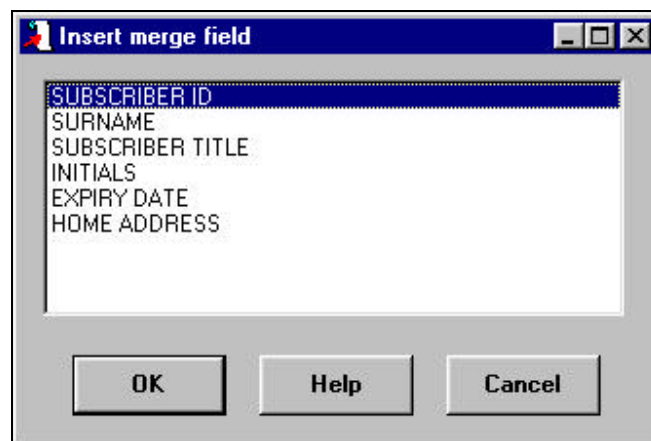 Insert merge field
SUBSCRIBER ID
SURNAME
SUBSCRIBER TITLE
INITIALS
EXPIRY DATE
HOME ADDRESS
OK Help Cancel